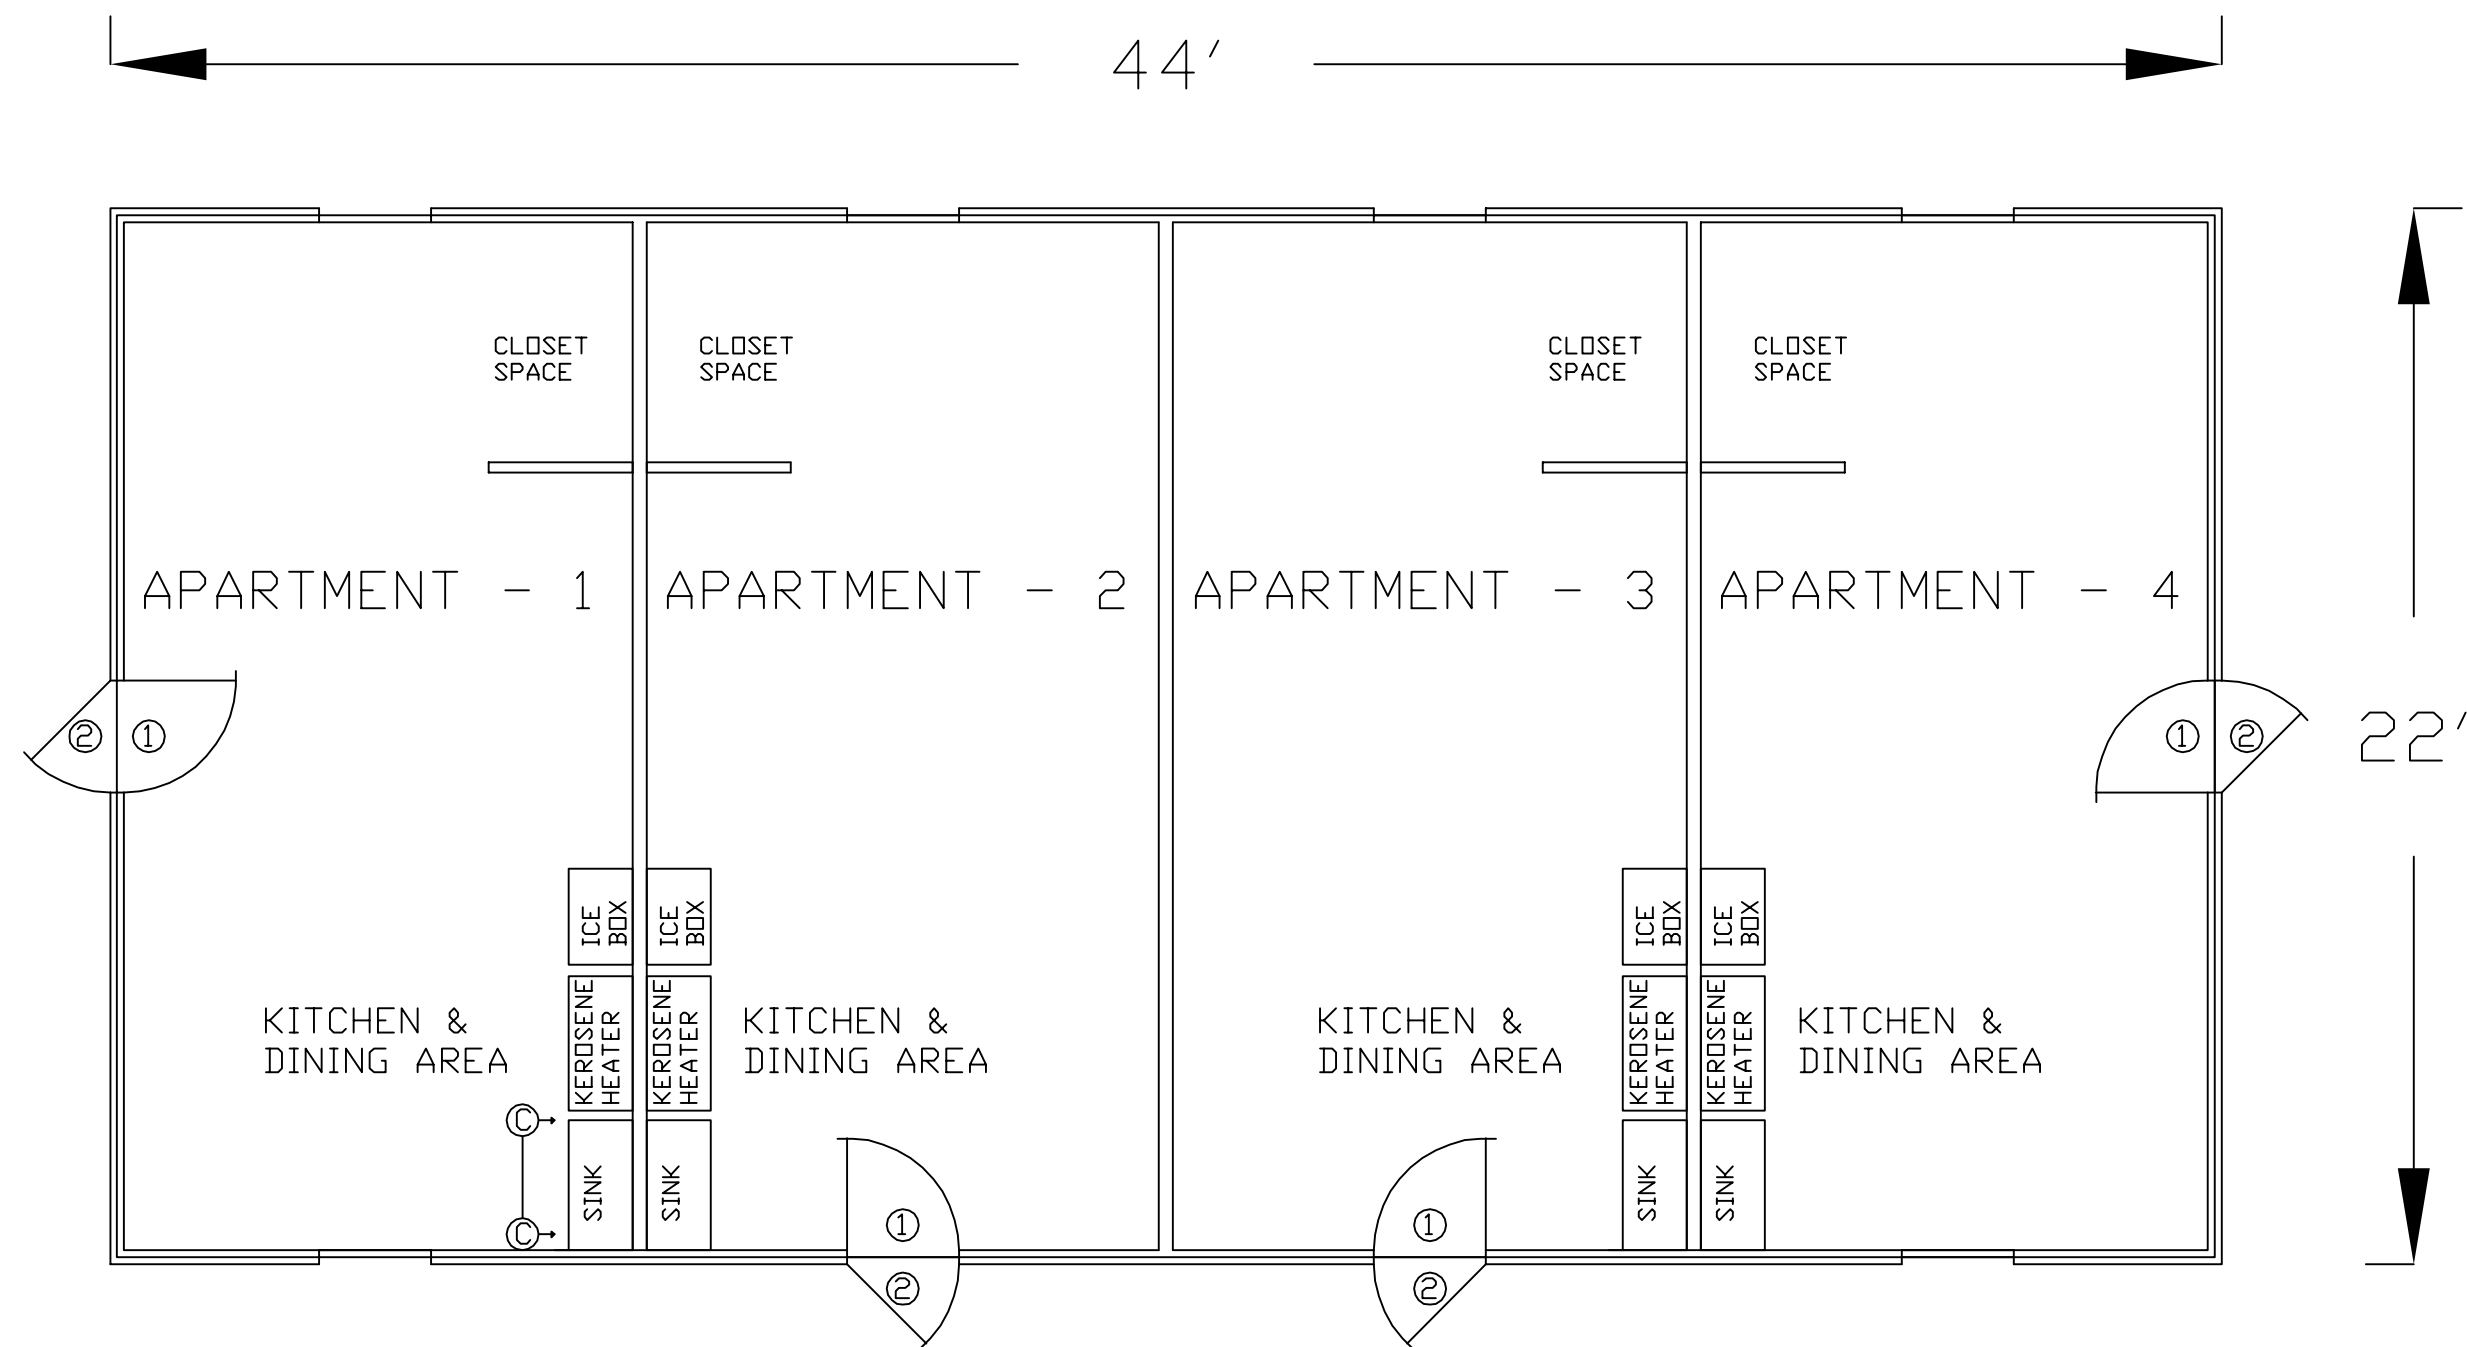 44'
CLOSET
SPACE
CLOSET
SPACE
CLOSET
SPACE
CLOSET
SPACE
APARTMENT - 1
APARTMENT - 2
APARTMENT - 3
APARTMENT - 4
2 1
1 2
22'
ICE
BOX
ICE
BOX
ICE
BOX
ICE
BOX
KITCHEN &
DINING AREA
KEROSENE
HEATER
KEROSENE
HEATER
KITCHEN &
DINING AREA
KITCHEN &
DINING AREA
KEROSENE
HEATER
KEROSENE
HEATER
KITCHEN &
DINING AREA
C
C
SINK
SINK
1
2
1
2
SINK
SINK